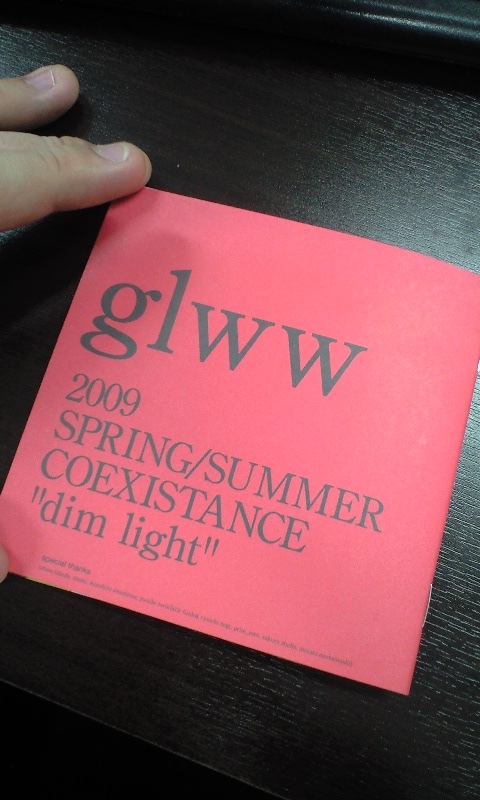 glww
2009
SPRING/SUMMER
COEXISTANCE
"dim light"
special thanks